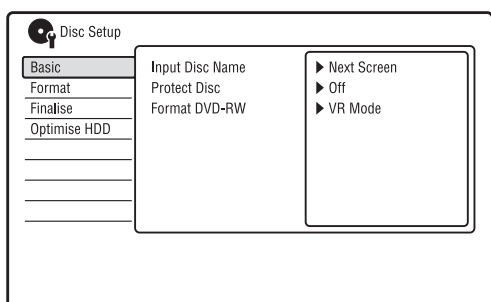 Disc Setup
Basic
Format
Finalise
Optimise HDD
Input Disc Name
Protect Disc
Format DVD-RW
Next Screen
Off
VR Mode